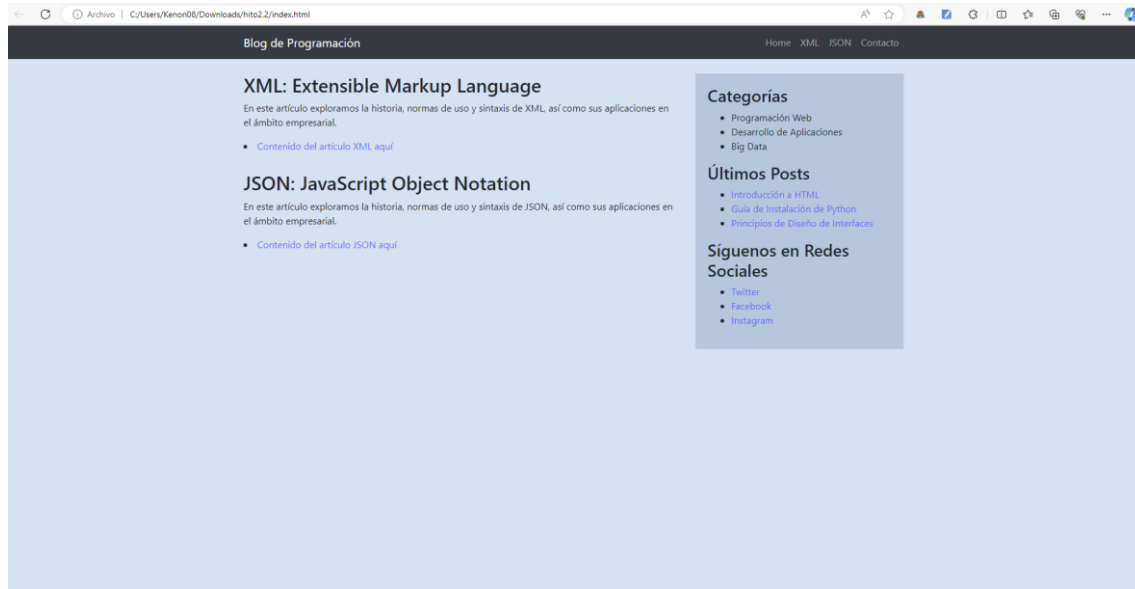 Archivo | C:/Users/Kenon08/Downloads/hito2.2/index.html
Blog de Programación
Home XML JSON Contacto
XML: Extensible Markup Language
En este artículo exploramos la historia, normas de uso y sintaxis de XML, así como sus aplicaciones en
el ámbito empresarial.
Contenido del artículo XML aquí
JSON: JavaScript Object Notation
En este artículo exploramos la historia, normas de uso y sintaxis de JSON, así como sus aplicaciones en
el ámbito empresarial.
Contenido del artículo JSON aquí
Categorías
Programación Web
Desarrollo de Aplicaciones
Big Data
Últimos Posts
Introducción a HTML
Guía de Instalación de Python
Principios de Diseño de Interfaces
Síguenos en Redes
Sociales
Twitter
Facebook
Instagram